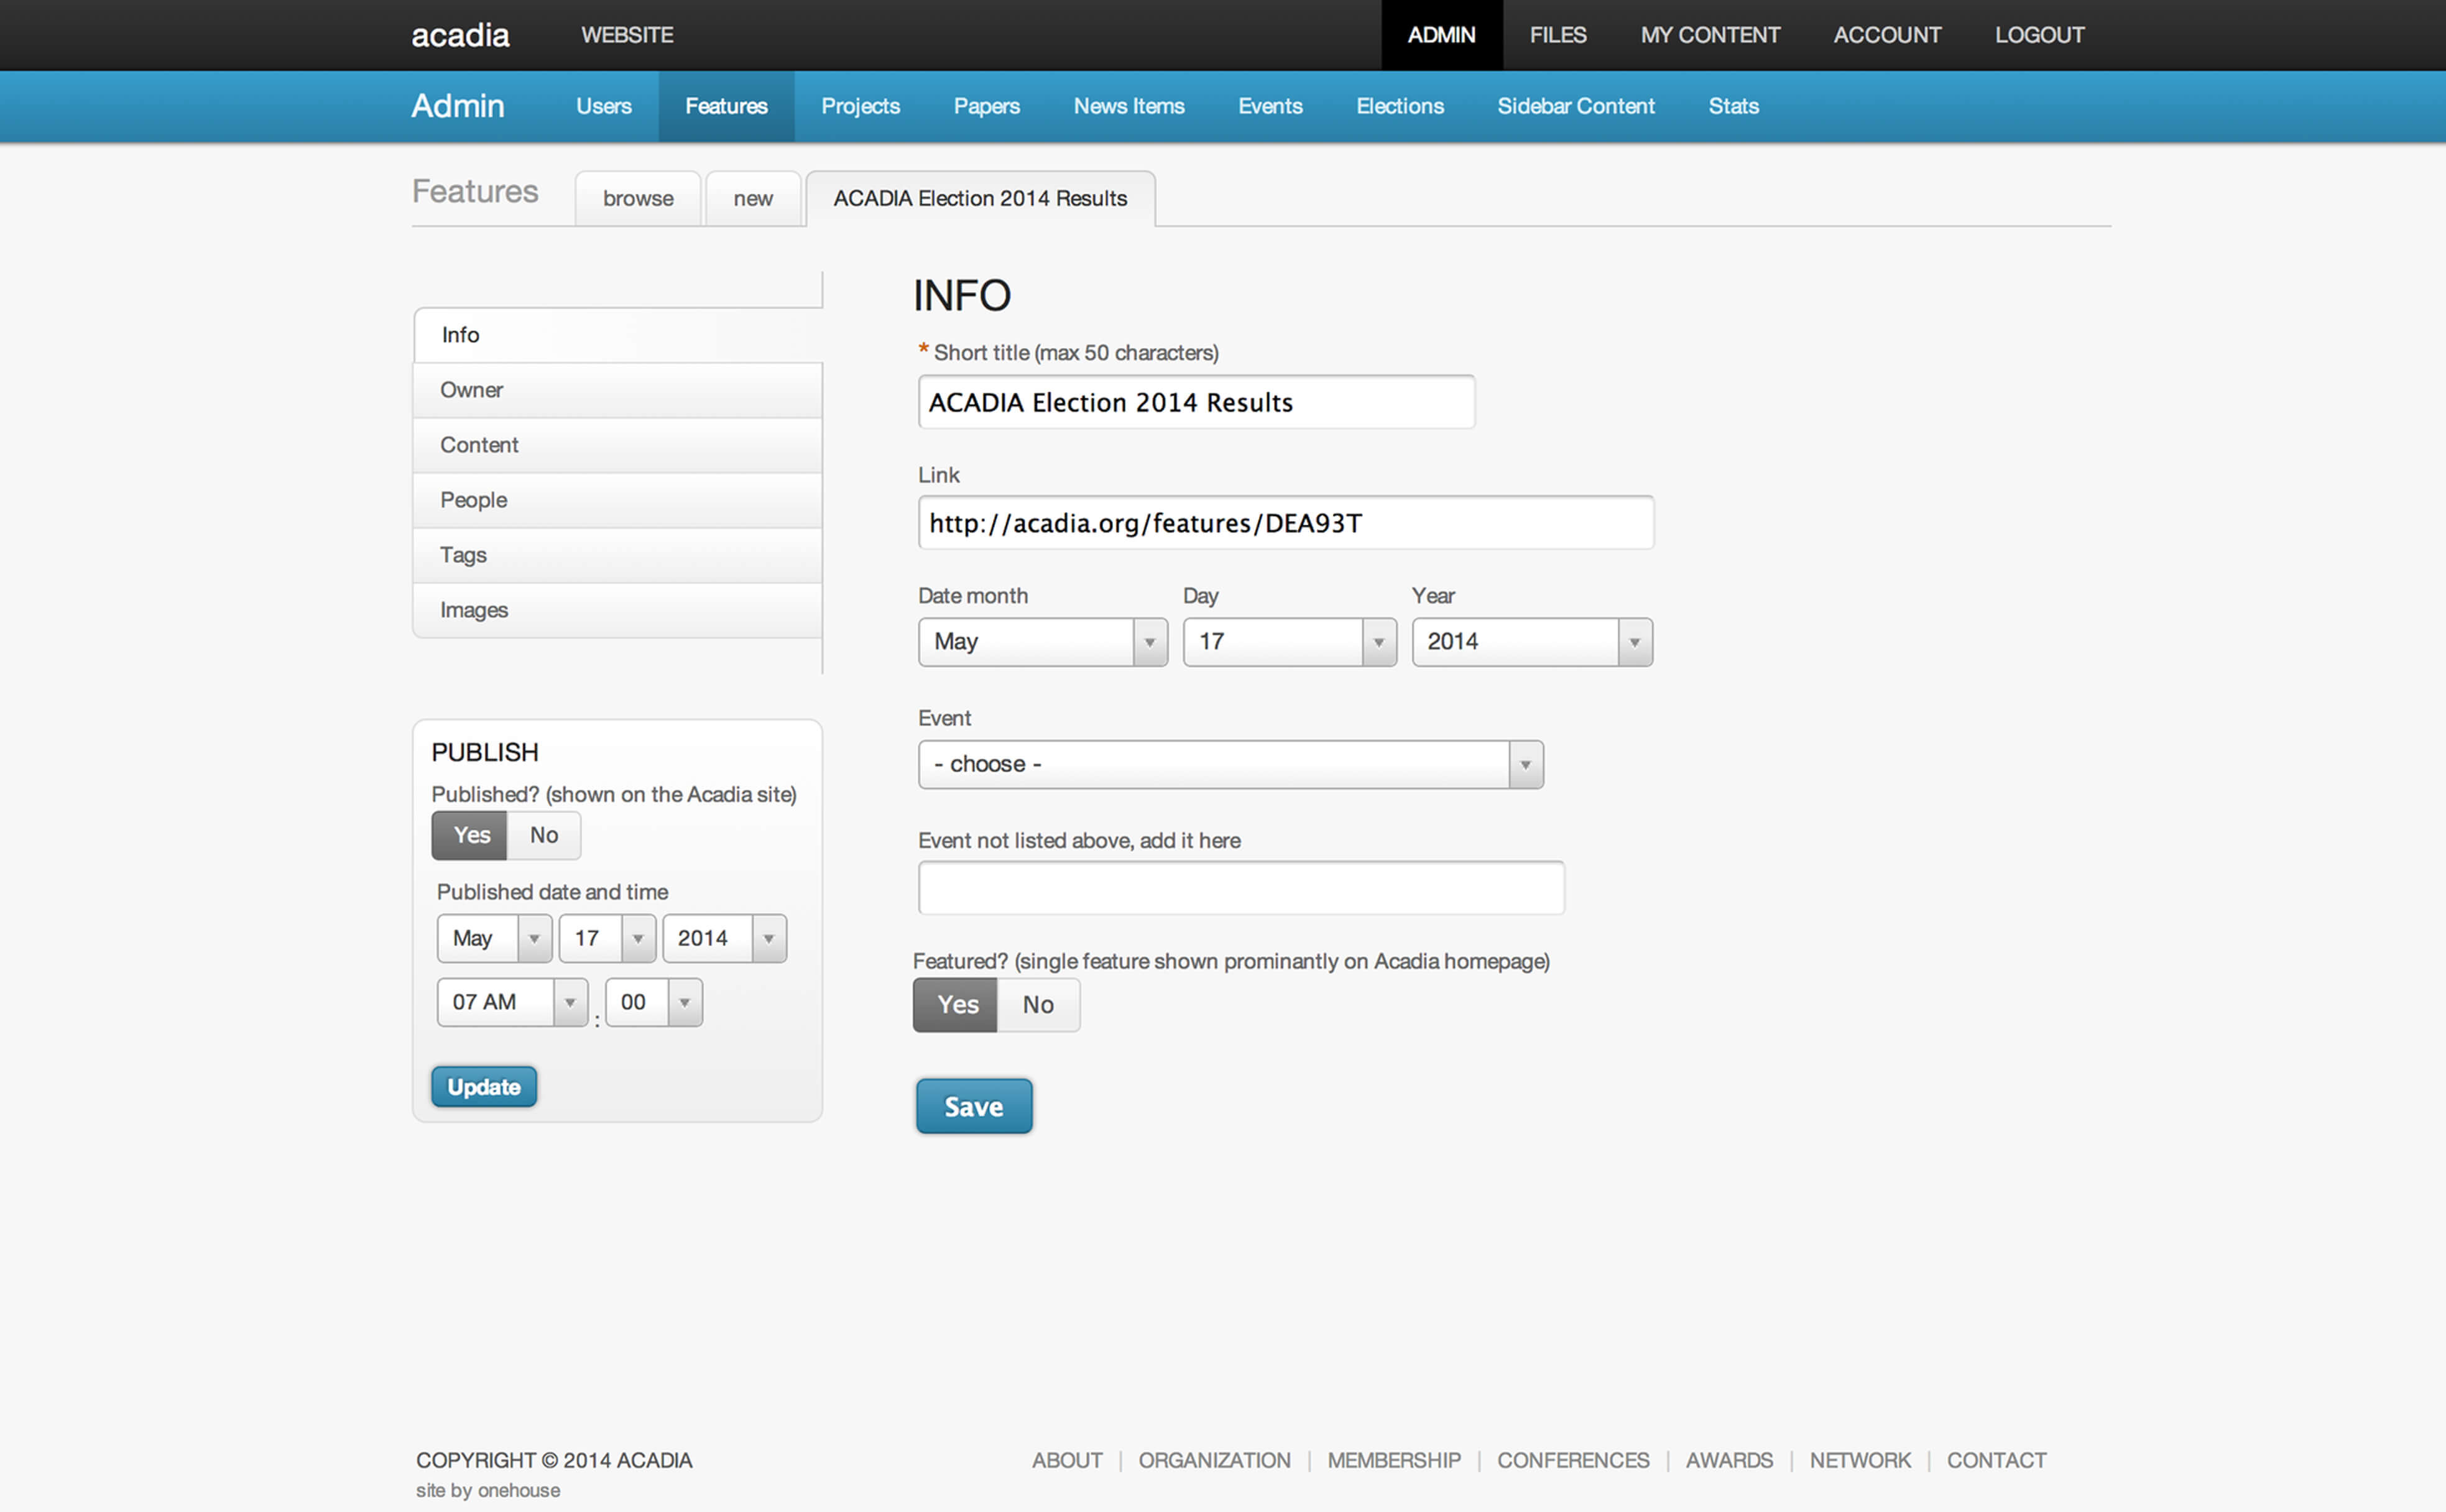 acadia WEBSITE ADMIN FILES MY CONTENT ACCOUNT LOGOUT
Admin Users Features Projects Papers News Items Events Elections Sidebar Content Stats
Features browse new ACADIA Election 2014 Results
Info
Owner
Content
People
Tags
Images
PUBLISH
Published? (shown on the Acadia site)
Yes No
Published date and time
May 17 2014
07 AM : 00
Update
INFO
* Short title (max 50 characters)
ACADIA Election 2014 Results
Link
http://acadia.org/features/DEA93T
Date month Day Year
May 17 2014
Event
- choose -
Event not listed above, add it here
Featured? (single feature shown prominantly on Acadia homepage)
Yes No
Save
COPYRIGHT © 2014 ACADIA
site by onehouse
ABOUT | ORGANIZATION | MEMBERSHIP | CONFERENCES | AWARDS | NETWORK | CONTACT